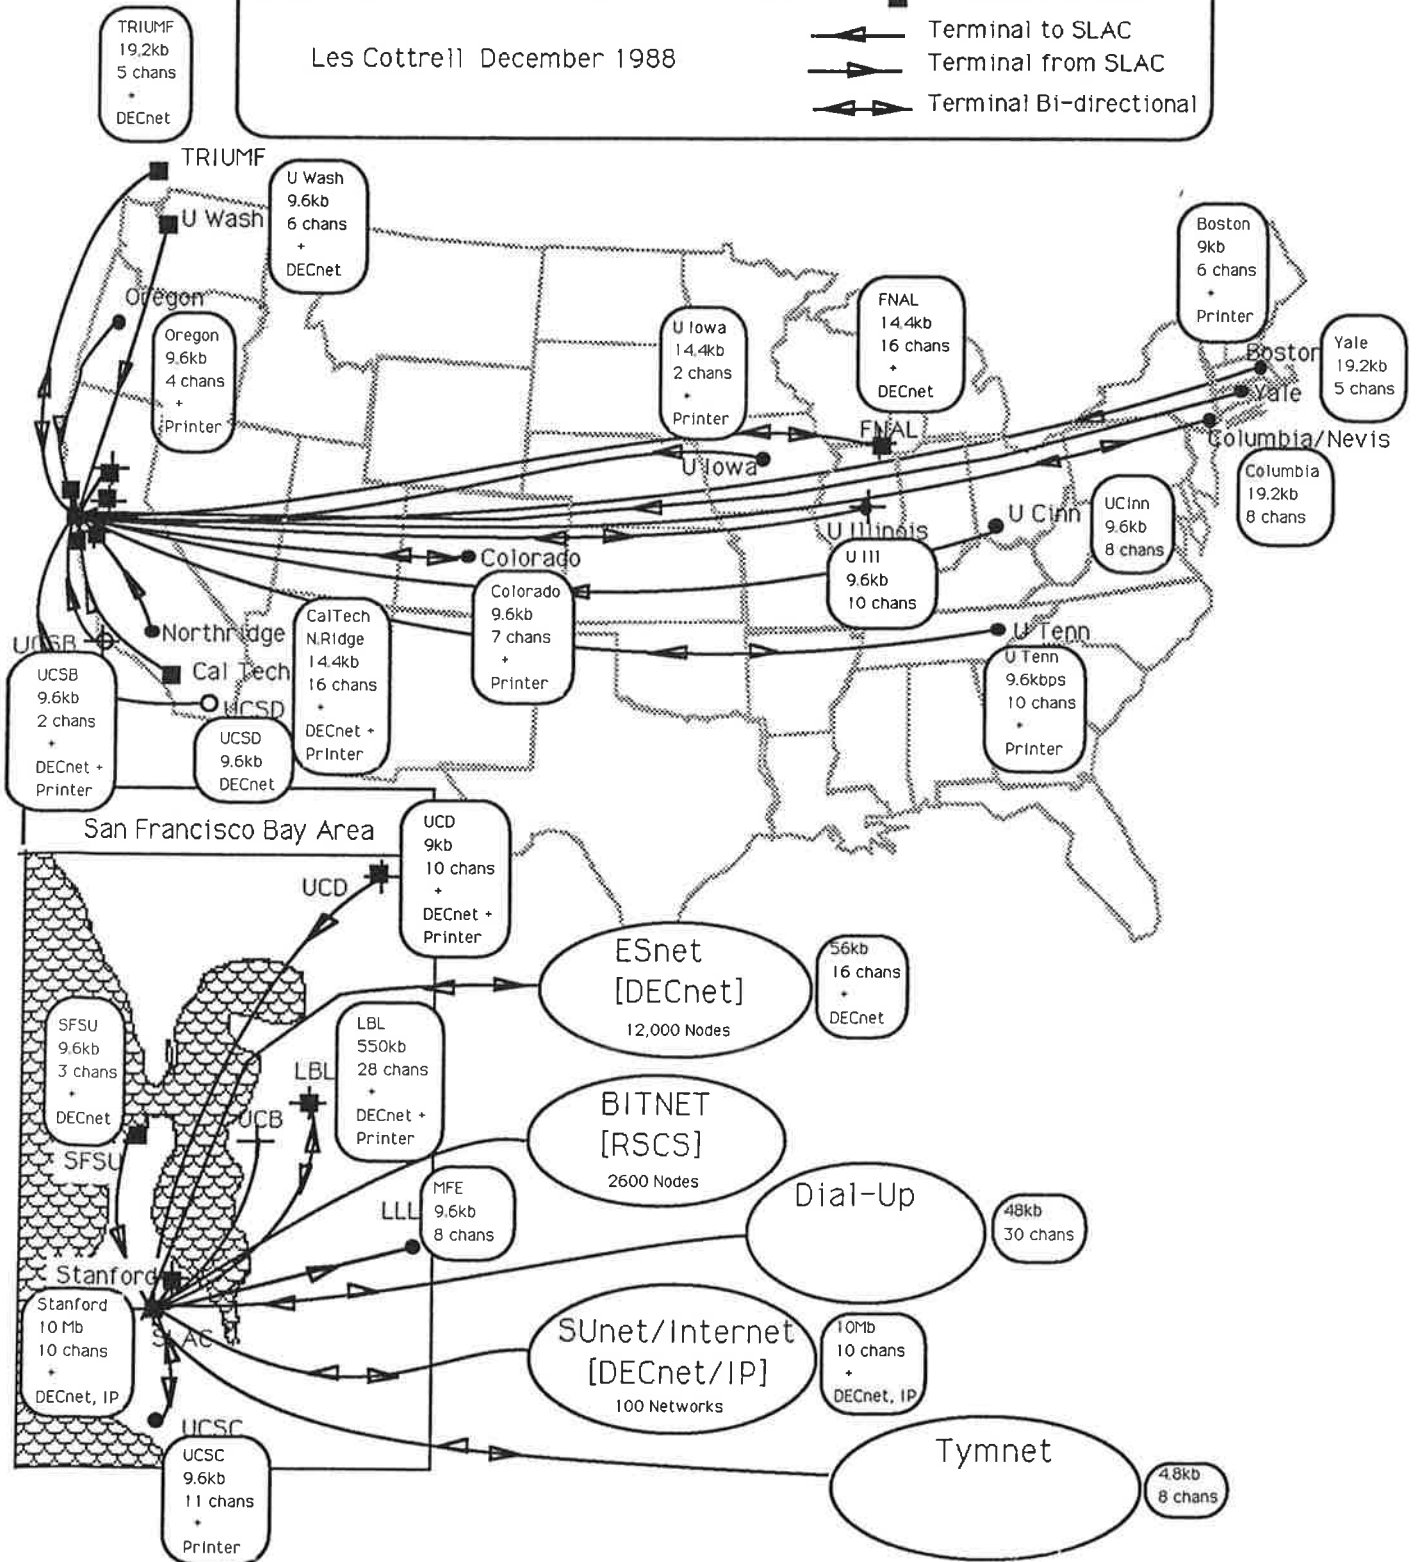 Les Cottrell December 1988
Terminal to SLAC
Terminal from SLAC
Terminal Bi-directional
TRIUMF
19.2kb
5 chans
+
DECnet
TRIUMF
U Wash
9.6kb
6 chans
+
DECnet
U Wash
Oregon
Oregon
9.6kb
4 chans
+
Printer
U Iowa
14.4kb
2 chans
+
Printer
U Iowa
FNAL
14.4kb
16 chans
+
DECnet
FNAL
Boston
9kb
6 chans
+
Printer
Boston
Yale
19.2kb
5 chans
Yale
Columbia/Nevis
Columbia
19.2kb
8 chans
U Cinn
UCinn
9.6kb
8 chans
U Illinois
U Ill
9.6kb
10 chans
Colorado
Colorado
9.6kb
7 chans
+
Printer
U Tenn
U Tenn
9.6kbps
10 chans
+
Printer
Northridge
Cal Tech
CalTech
N.Ridge
14.4kb
16 chans
+
DECnet +
Printer
UCSB
UCSB
9.6kb
2 chans
+
DECnet +
Printer
UCSD
UCSD
9.6kb
DECnet
San Francisco Bay Area
UCD
UCD
9kb
10 chans
+
DECnet +
Printer
ESnet
[DECnet]
12,000 Nodes
56kb
16 chans
+
DECnet
SFSU
9.6kb
3 chans
+
DECnet
SFSU
LBL
LBL
550kb
28 chans
+
DECnet +
Printer
UCB
BITNET
[RSCS]
2600 Nodes
LLL
MFE
9.6kb
8 chans
Dial-Up
48kb
30 chans
Stanford
Stanford
10 Mb
10 chans
+
DECnet, IP
SLAC
SUnet/Internet
[DECnet/IP]
100 Networks
10Mb
10 chans
+
DECnet, IP
UCSC
UCSC
9.6kb
11 chans
+
Printer
Tymnet
4.8kb
8 chans